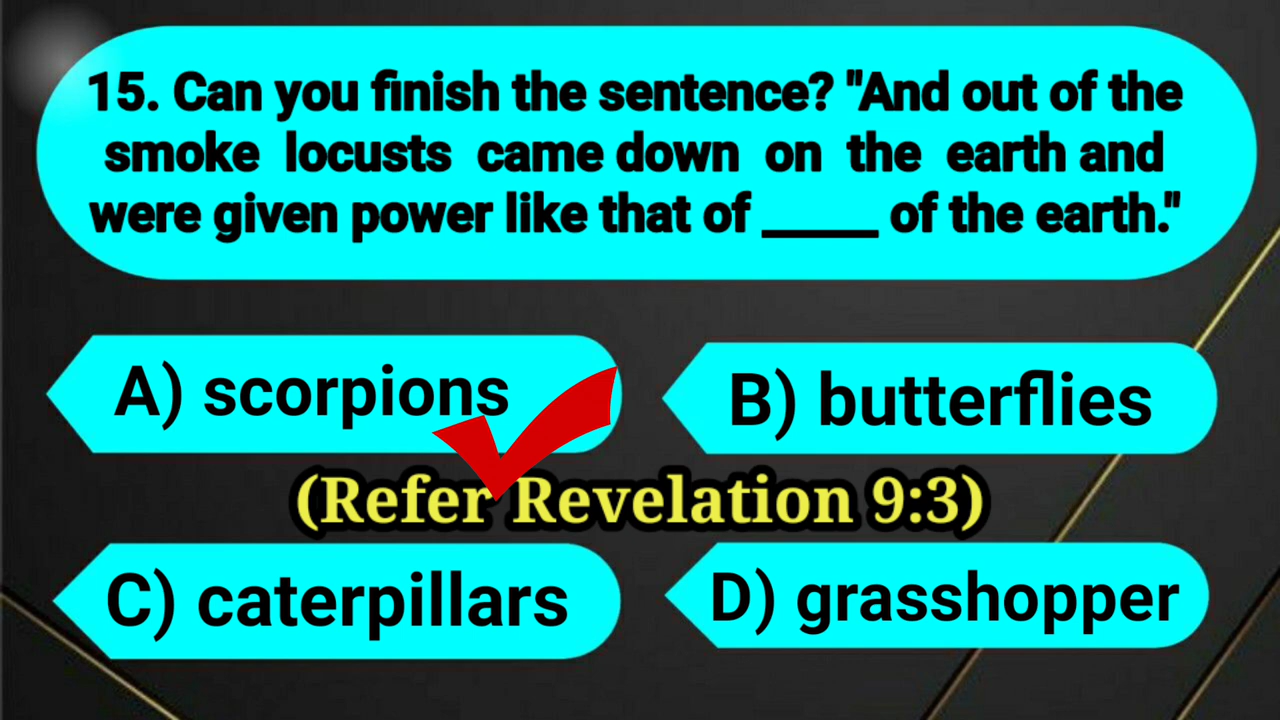 15. Can you finish the sentence? "And out of the
smoke locusts came down on the earth and
were given power like that of _____ of the earth."
A) scorpions
B) butterflies
(Refer Revelation 9:3)
C) caterpillars
D) grasshopper